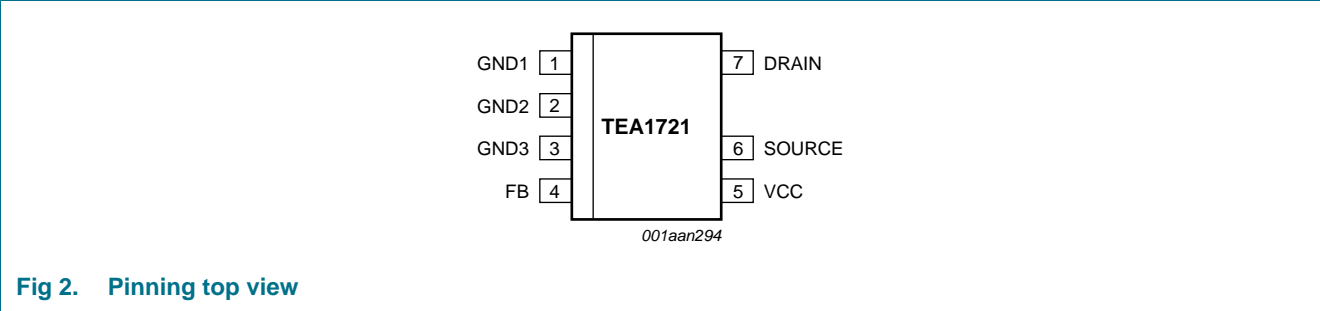 GND1 1 7 DRAIN
GND2 2
TEA1721
GND3 3 6 SOURCE
FB 4 5 VCC
001aan294
Fig 2. Pinning top view